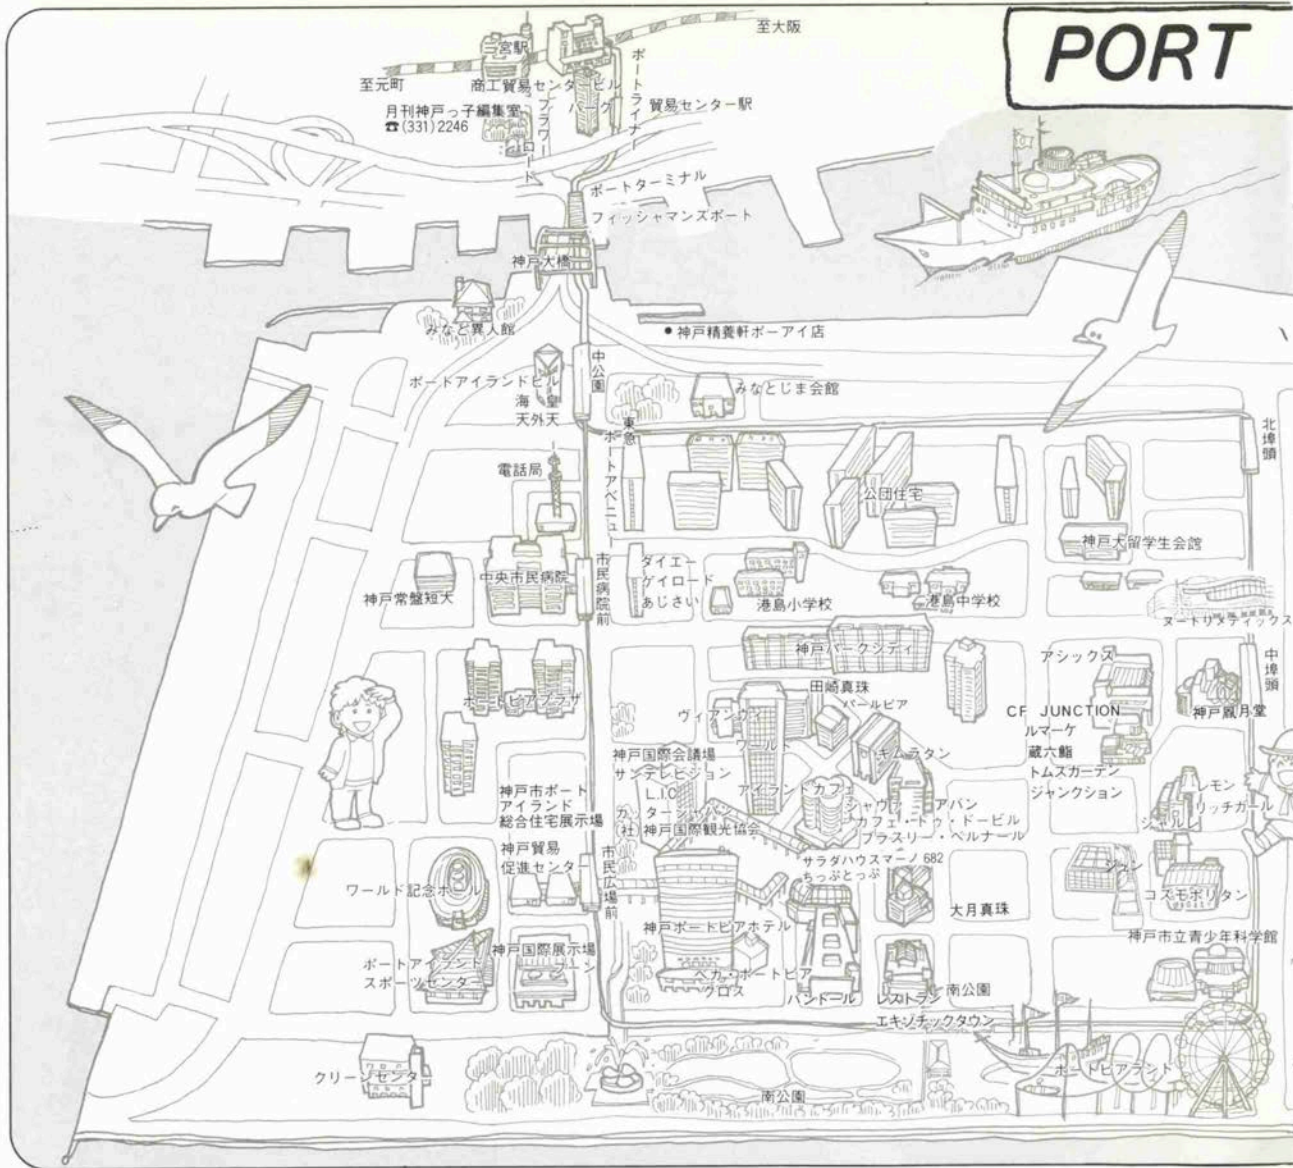 PORT
至大阪
三宮駅
至元町
商工貿易センタービル
パーク
ポートライナー
貿易センター駅
月刊神戸っ子編集室
☎(331)2246
フラワーロード
ポートターミナル
フィッシャマンズポート
神戸大橋
みなと異人館
●神戸精養軒ポーアイ店
中公園
ポートアイランドビル
海皇
天外天
みなとじま会館
東急
ポートアベニュー
北埠頭
電話局
公団住宅
神戸大留学生会館
中央市民病院
市民病院前
神戸常盤短大
ダイエー
ゲイロード
あじさい
港島小学校
港島中学校
ヌートリメティックス
神戸パークシティ
アシックス
中埠頭
ポートピアプラザ
田崎真珠
パールピア
CF JUNCTION
神戸風月堂
ルマーケ
蔵六鮨
トムスガーデン
ジャンクション
ワールド
キムラタン
神戸国際会議場
サンテレビジョン
L.I.C
アイランドカフェ
レモン
リッチガール
シャルレ
神戸市ポート
アイランド
総合住宅展示場
アバン
カフェ・トゥ・ドービル
ブラスリー・ベルナール
(社)神戸国際観光協会
神戸貿易
促進センター
市民広場前
サラダハウスマーノ682
ちっぷとっぷ
ワールド記念ホール
大月真珠
コスモポリタン
神戸ポートピアホテル
神戸市立青少年科学館
ポートアイランド
スポーツセンター
神戸国際展示場
ベガ・ポートピア
クロス
パンドール
レストラン
エキゾチックタウン
南公園
クリーンセンター
南公園
ポートピアランド